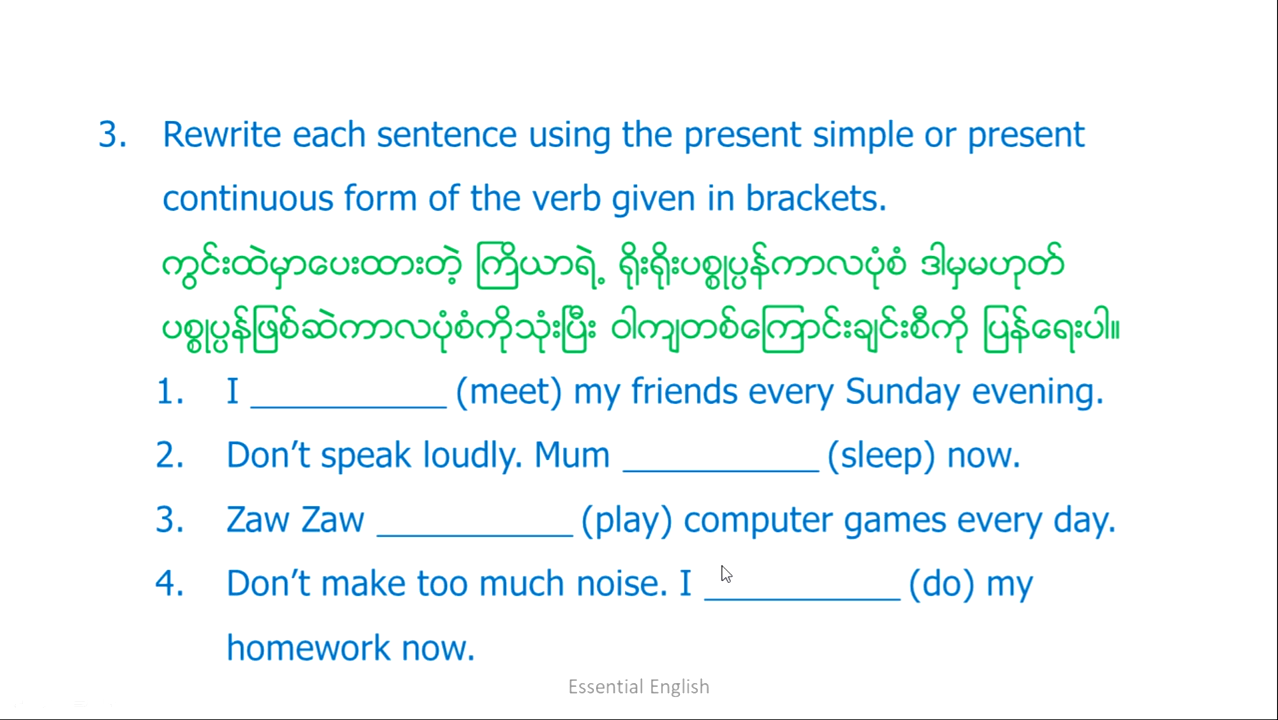 3. Rewrite each sentence using the present simple or present
continuous form of the verb given in brackets.
ကွင်းထဲမှာပေးထားတဲ့ ကြိယာရဲ့ ရိုးရိုးပစ္စုပ္ပန်ကာလပုံစံ ဒါမှမဟုတ်
ပစ္စုပ္ပန်ဖြစ်ဆဲကာလပုံစံကိုသုံးပြီး ဝါကျတစ်ကြောင်းချင်းစီကို ပြန်ရေးပါ။
1. I ___________ (meet) my friends every Sunday evening.
2. Don’t speak loudly. Mum ___________ (sleep) now.
3. Zaw Zaw ___________ (play) computer games every day.
4. Don’t make too much noise. I ___________ (do) my
homework now.
Essential English